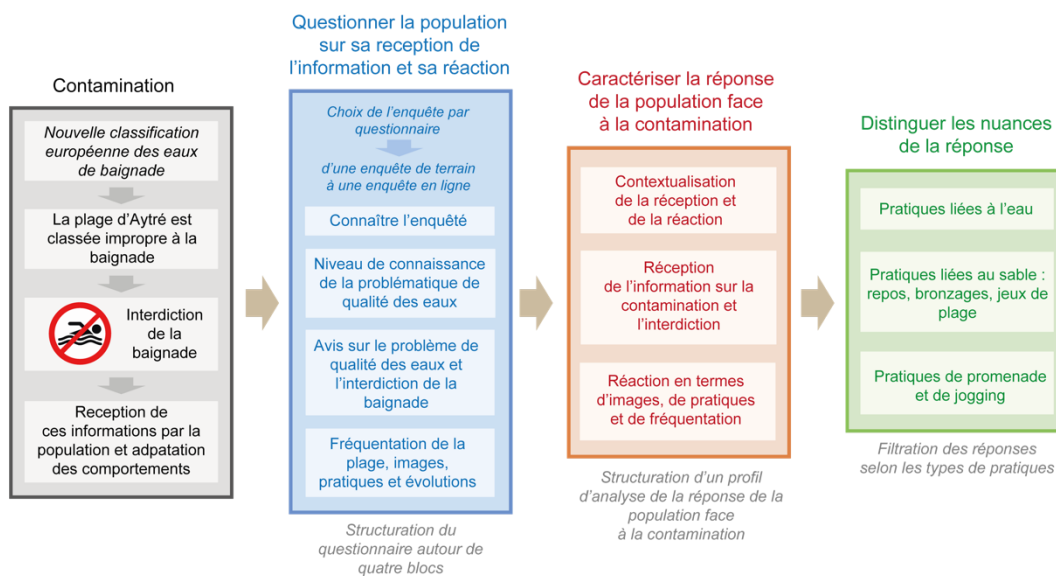 Contamination
Nouvelle classification
européenne des eaux
de baignade
La plage d'Aytré est
classée impropre à la
baignade
Interdiction
de la
baignade
Reception de
ces informations par la
population et adpatation
des comportements
Questionner la population
sur sa reception de
l'information et sa réaction
Choix de l'enquête par
questionnaire
d'une enquête de terrain
à une enquête en ligne
Connaître l'enquêté
Niveau de connaissance
de la problématique de
qualité des eaux
Avis sur le problème de
qualité des eaux et
l'interdiction de la
baignade
Fréquentation de la
plage, images,
pratiques et évolutions
Structuration du
questionnaire autour de
quatre blocs
Caractériser la réponse
de la population face
à la contamination
Contextualisation
de la réception et
de la réaction
Réception
de l'information sur la
contamination et
l'interdiction
Réaction en termes
d'images, de pratiques
et de fréquentation
Structuration d'un profil
d'analyse de la réponse de la
population face
à la contamination
Distinguer les nuances
de la réponse
Pratiques liées à l'eau
Pratiques liées au sable :
repos, bronzages, jeux de
plage
Pratiques de promenade
et de jogging
Filtration des réponses
selon les types de pratiques